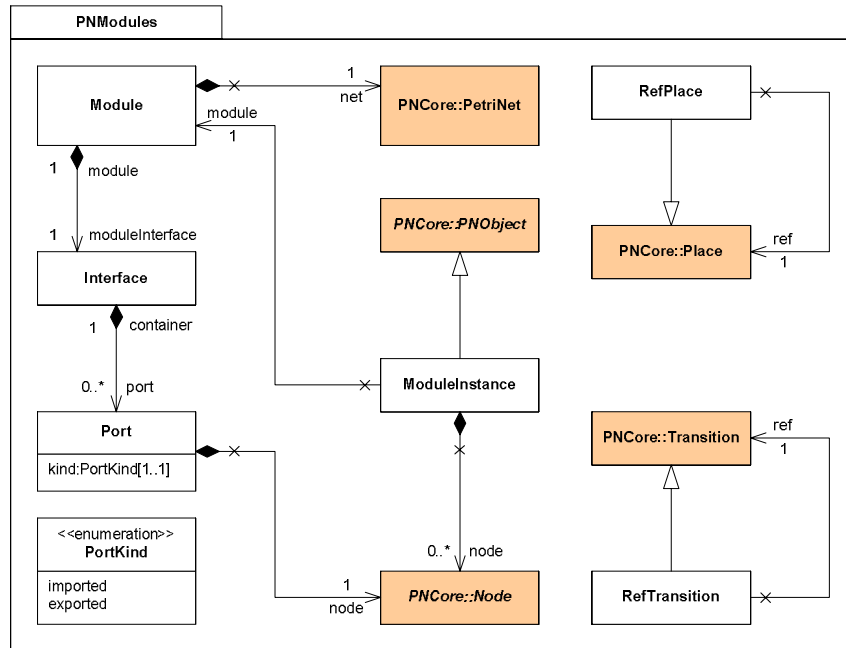 PNModules
Module
1
net
PNCore::PetriNet
RefPlace
module
1
1
module
1
moduleInterface
PNCore::PNObject
PNCore::Place
ref
1
Interface
1
container
0..*
port
ModuleInstance
Port
kind:PortKind[1..1]
PNCore::Transition
ref
1
<<enumeration>>
PortKind
imported
exported
0..*
node
1
node
PNCore::Node
RefTransition